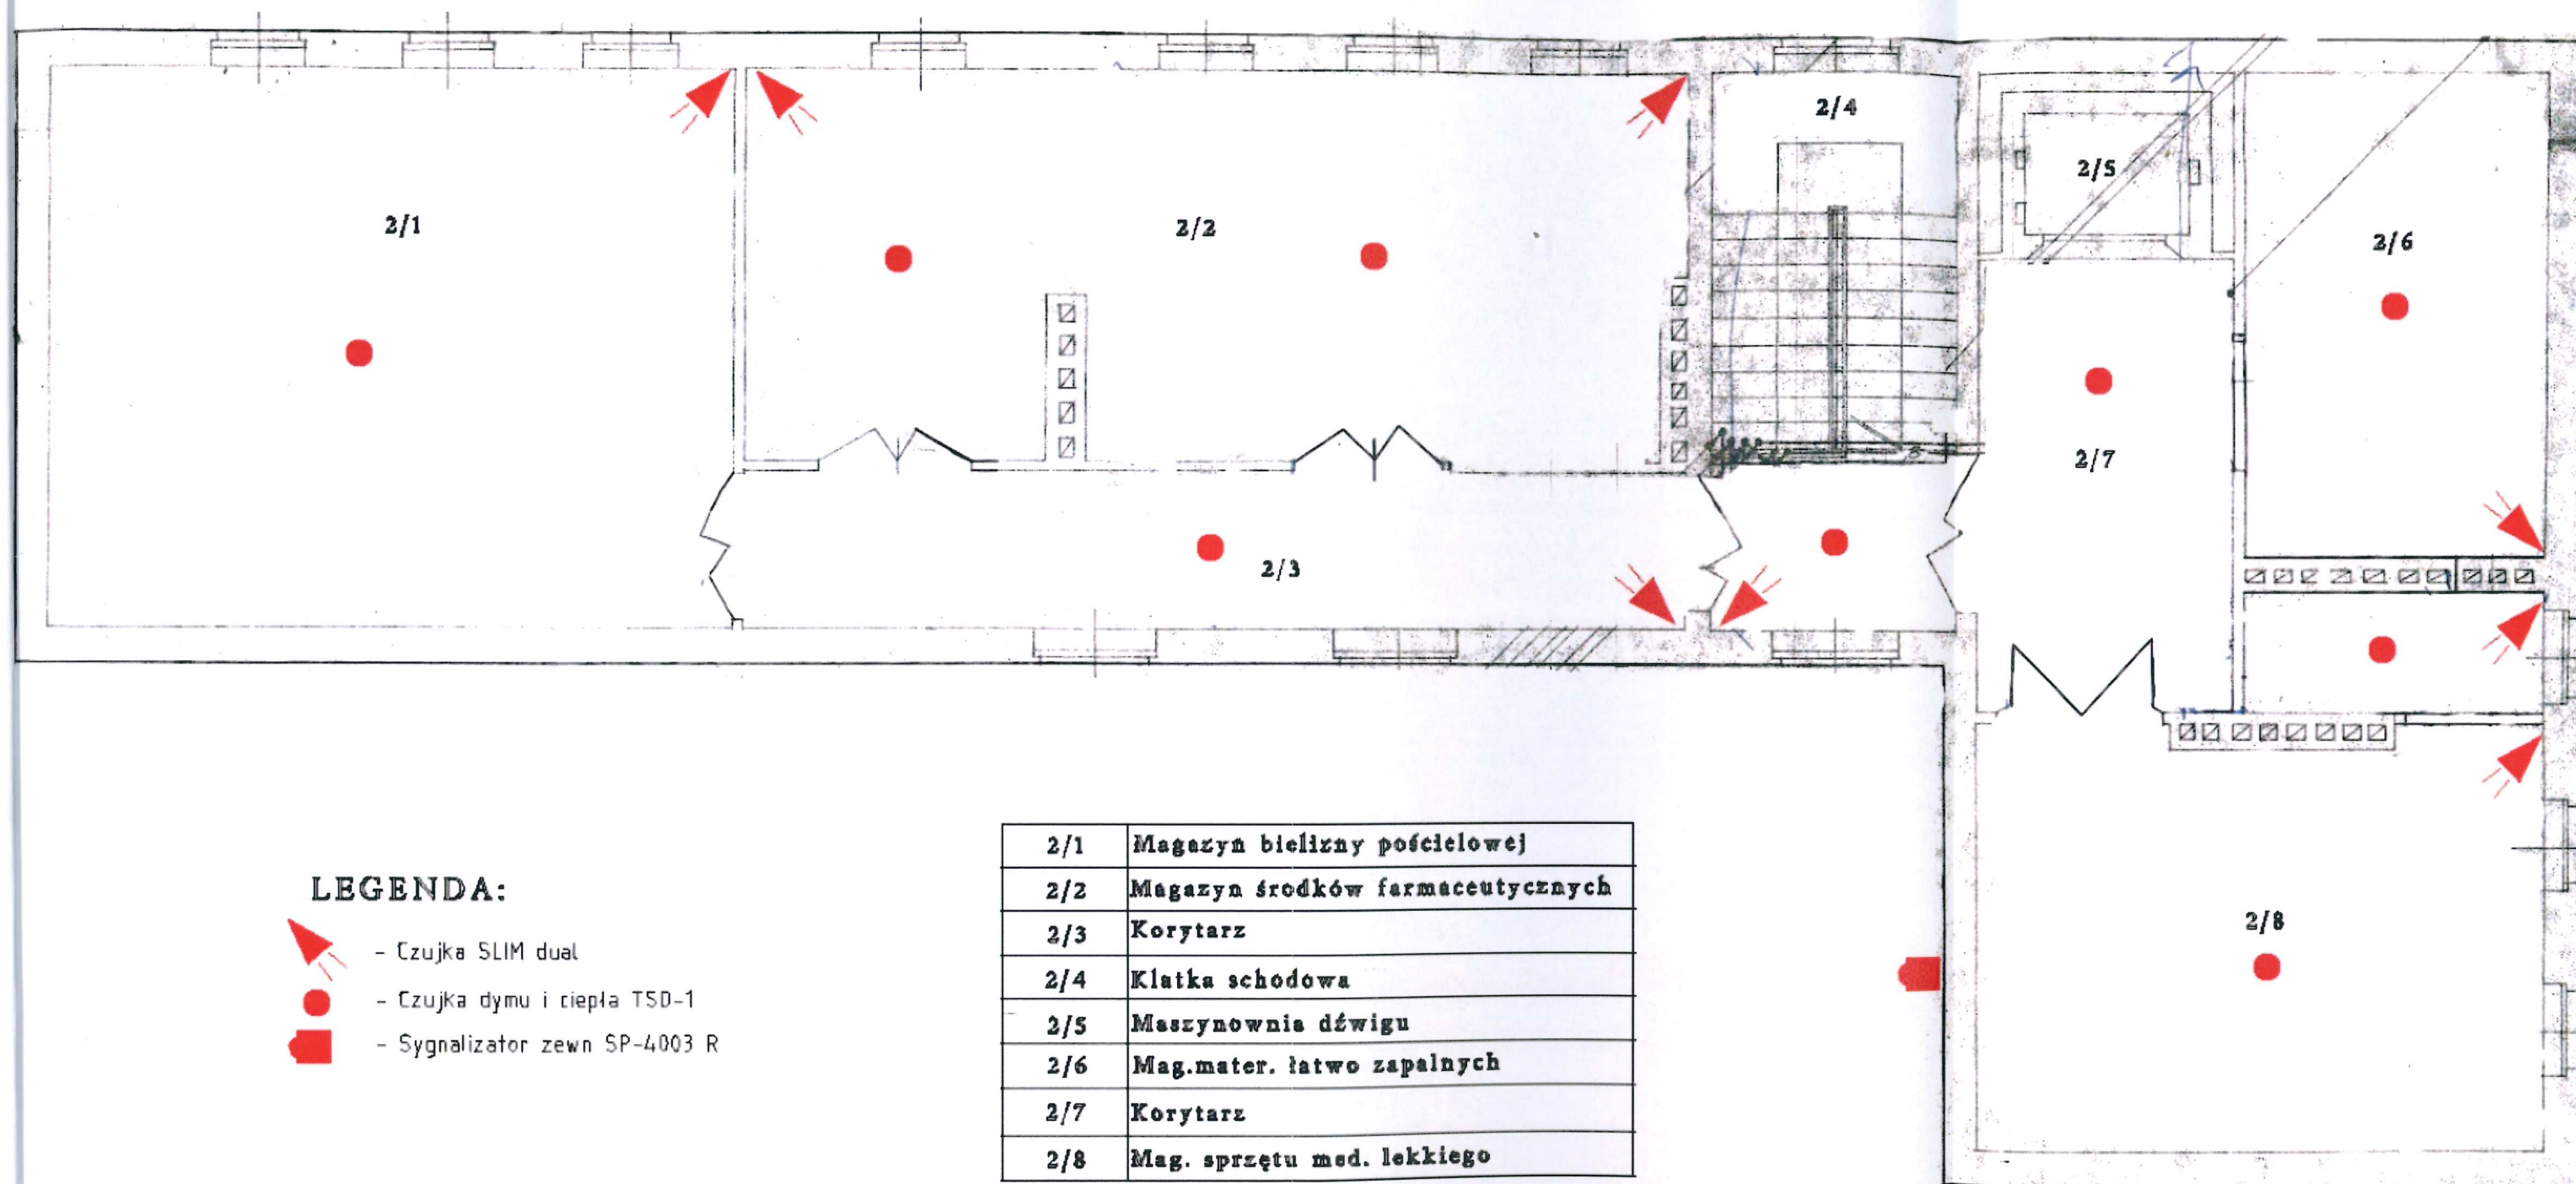 2/1
2/2
2/4
2/5
2/6
2/7
2/3
2/8
LEGENDA:
- Czujka SLIM dual
- Czujka dymu i ciepła TSD-1
- Sygnalizator zewn SP-4003 R
2/1 Magazyn bielizny pościelowej
2/2 Magazyn środków farmaceutycznych
2/3 Korytarz
2/4 Klatka schodowa
2/5 Maszynownia dźwigu
2/6 Mag.mater. łatwo zapalnych
2/7 Korytarz
2/8 Mag. sprzętu med. lekkiego